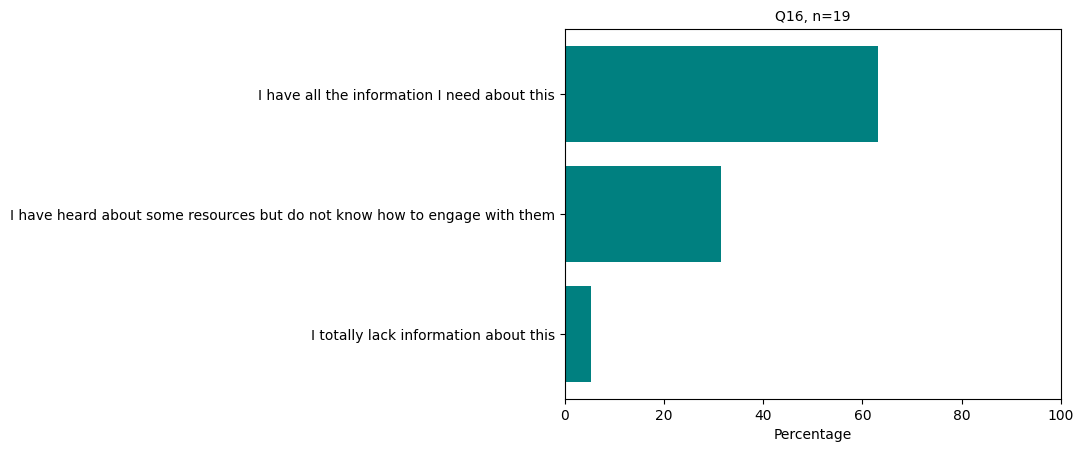 Q16, n=19
I have all the information I need about this
I have heard about some resources but do not know how to engage with them
I totally lack information about this
0 20 40 60 80 100
Percentage